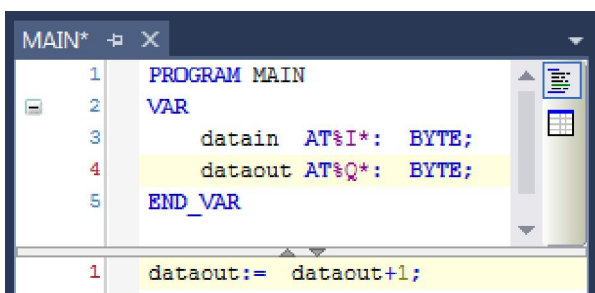 MAIN*
1 PROGRAM MAIN
2 VAR
3 datain AT%I*: BYTE;
4 dataout AT%Q*: BYTE;
5 END_VAR
1 dataout:= dataout+1;